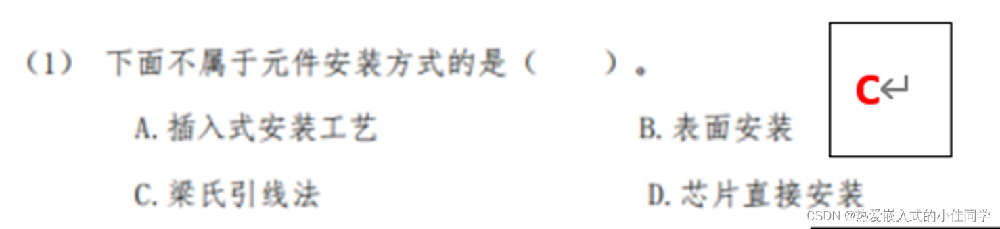 （1） 下面不属于元件安装方式的是（ ）。
C↵
A.插入式安装工艺 B.表面安装
C.梁氏引线法 D.芯片直接安装
CSDN @热爱嵌入式的小佳同学